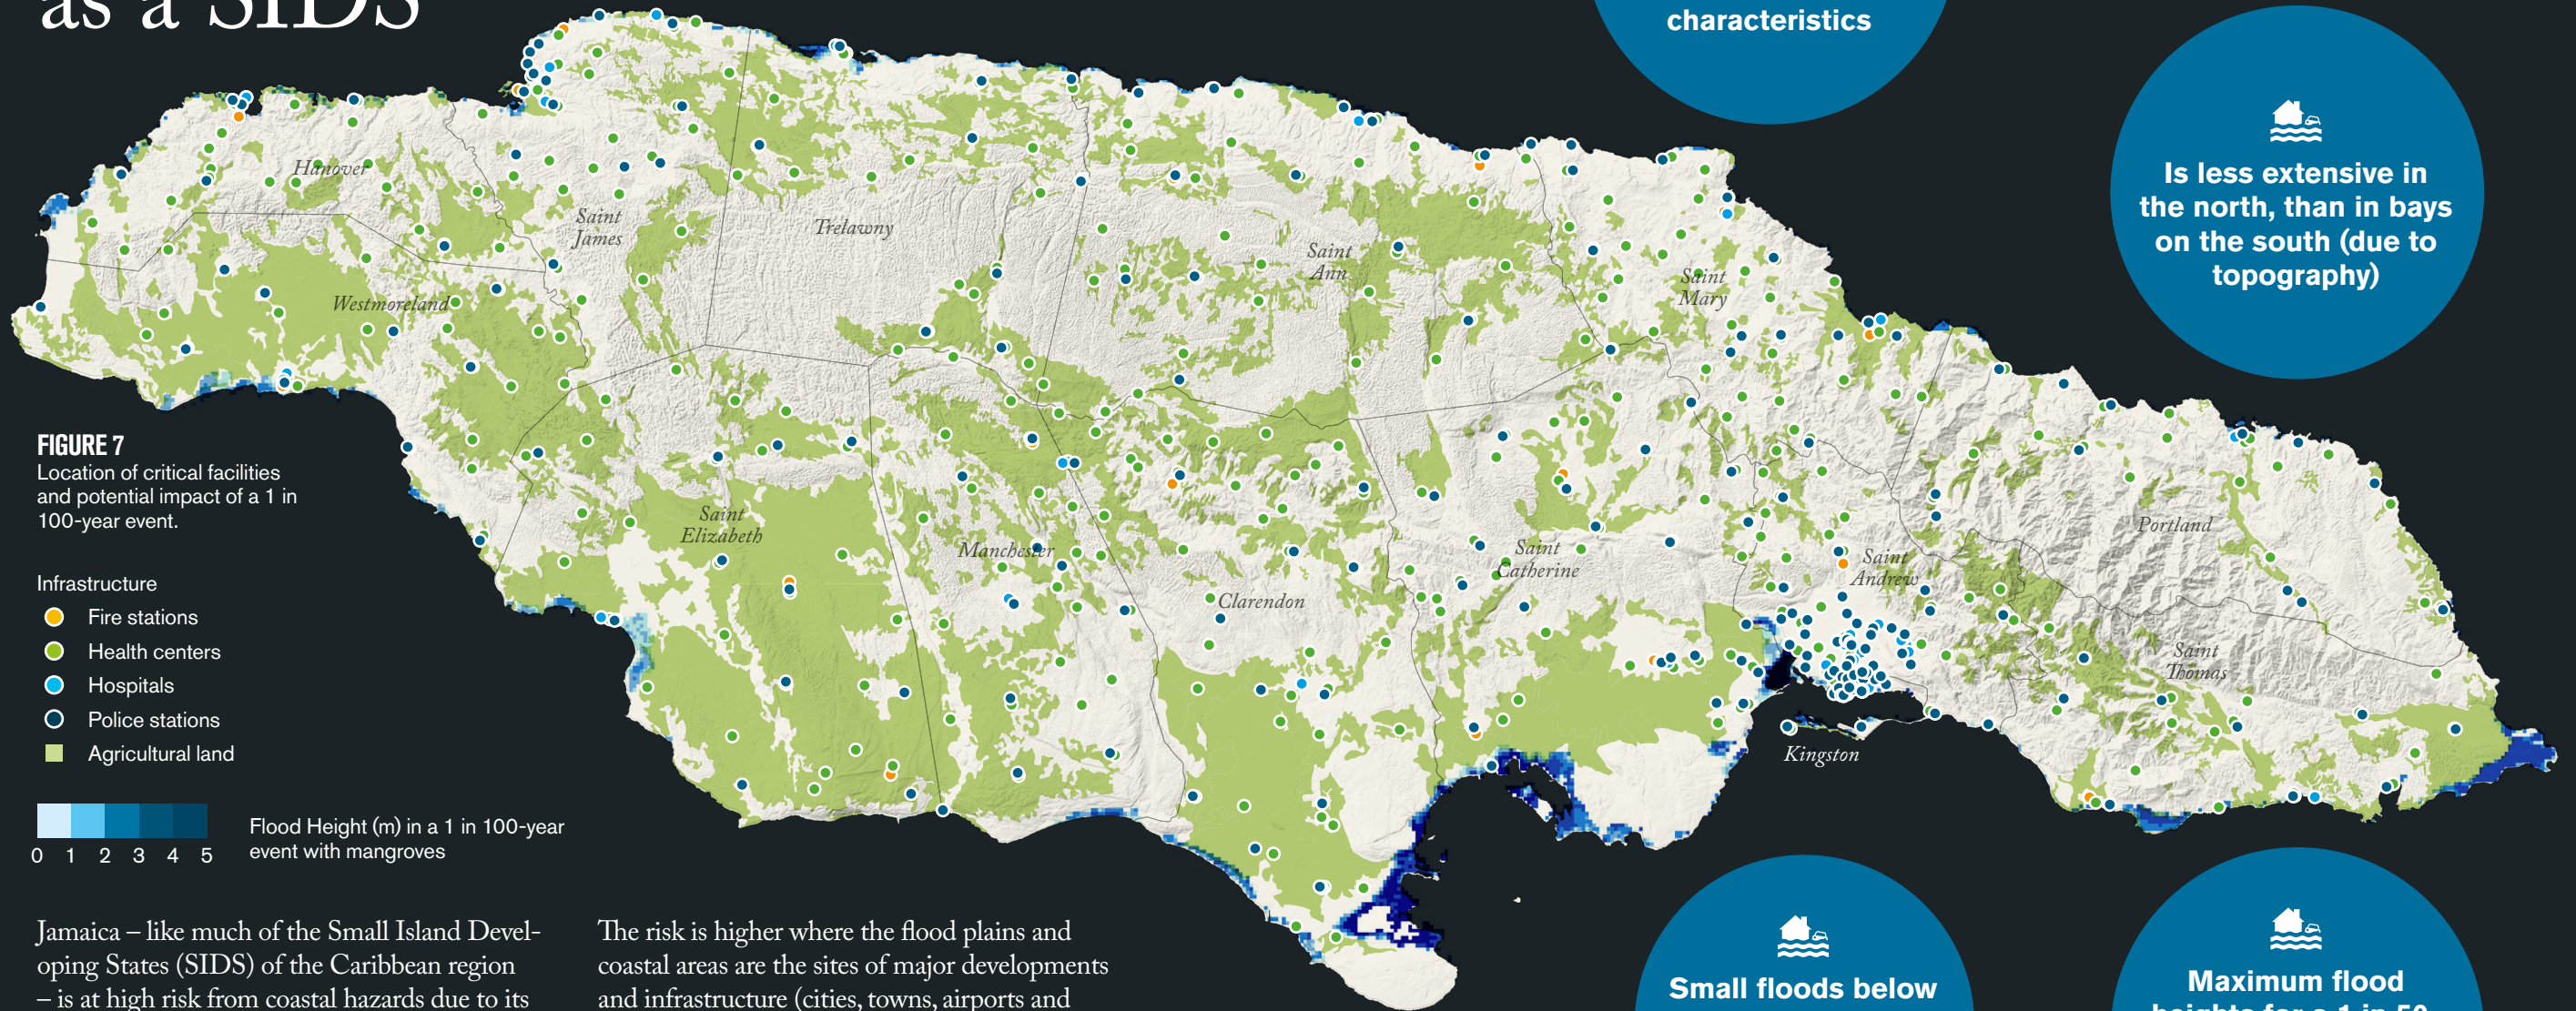 as a SIDS
characteristics
Is less extensive in
the north, than in bays
on the south (due to
topography)
Hanover
Saint
James
Trelawny
Saint
Ann
Saint
Mary
Westmoreland
Saint
Elizabeth
Manchester
Clarendon
Saint
Catherine
Saint
Andrew
Portland
Saint
Thomas
Kingston
FIGURE 7
Location of critical facilities
and potential impact of a 1 in
100-year event.
Infrastructure
Fire stations
Health centers
Hospitals
Police stations
Agricultural land
0 1 2 3 4 5
Flood Height (m) in a 1 in 100-year
event with mangroves
Jamaica – like much of the Small Island Devel-
oping States (SIDS) of the Caribbean region
– is at high risk from coastal hazards due to its
The risk is higher where the flood plains and
coastal areas are the sites of major developments
and infrastructure (cities, towns, airports and
Small floods below
Maximum flood
heights for a 1 in 50